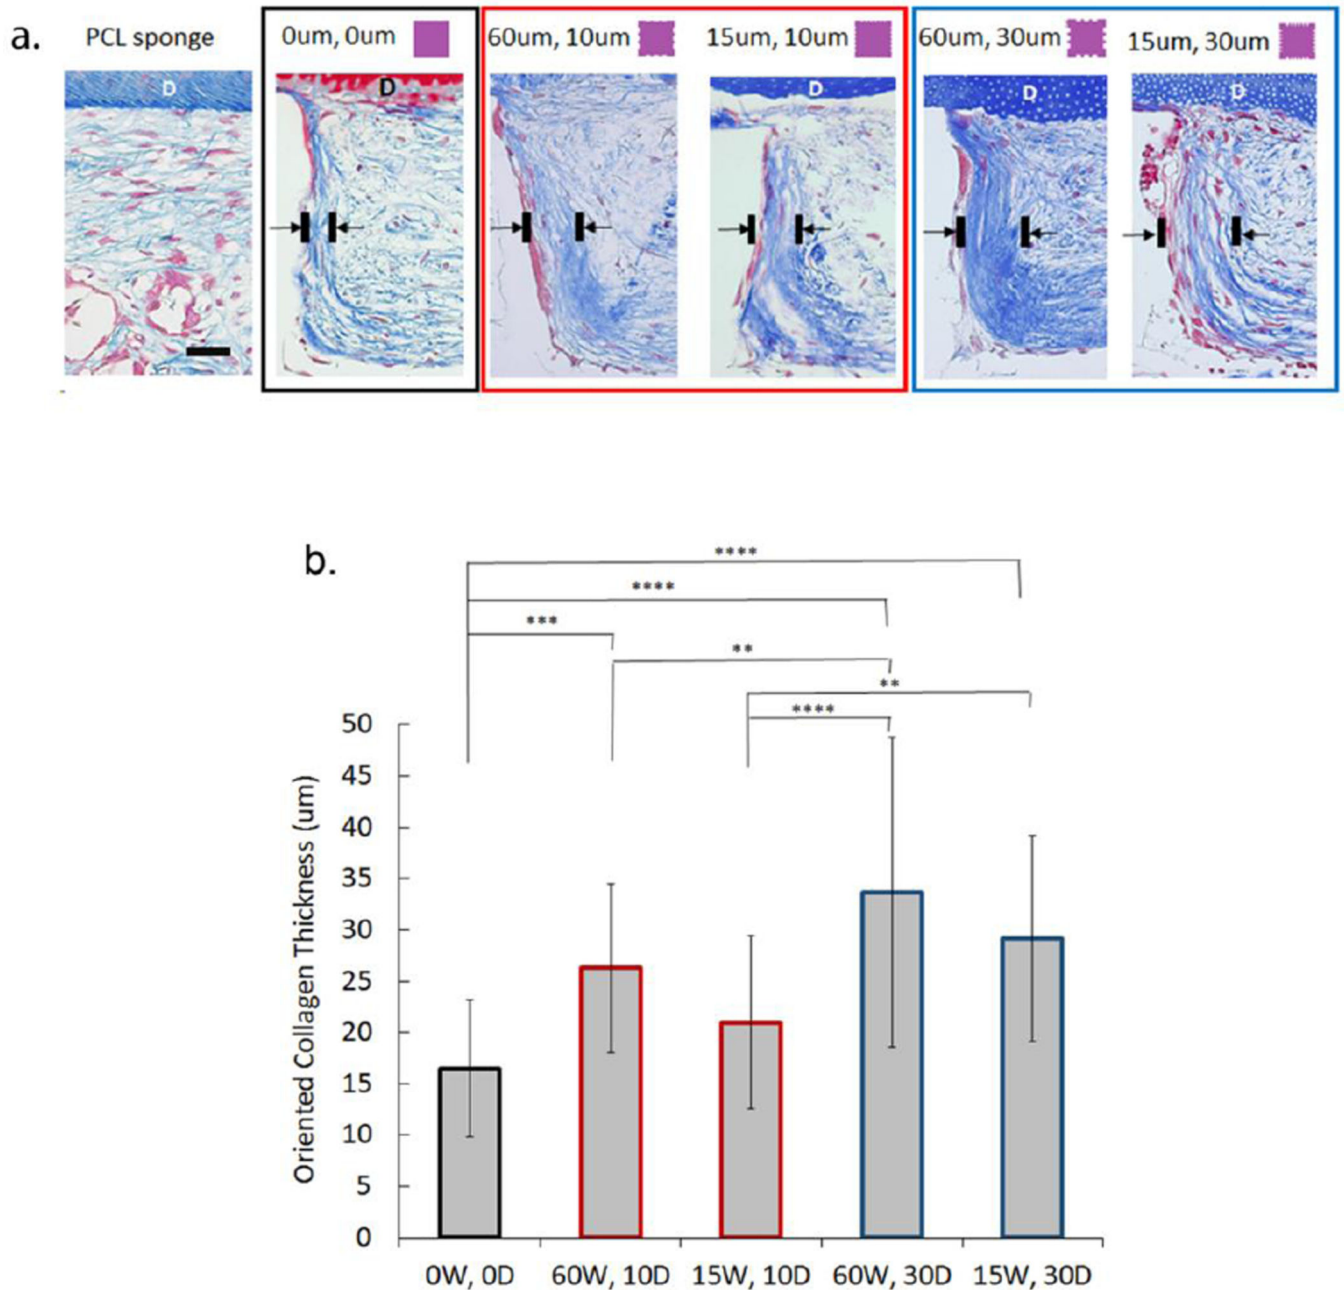 a.
PCL sponge
0um, 0um
60um, 10um
15um, 10um
60um, 30um
15um, 30um
D
D
D
D
D
b.
****
****
***
**
**
****
Oriented Collagen Thickness (um)
50
45
40
35
30
25
20
15
10
5
0
0W, 0D
60W, 10D
15W, 10D
60W, 30D
15W, 30D